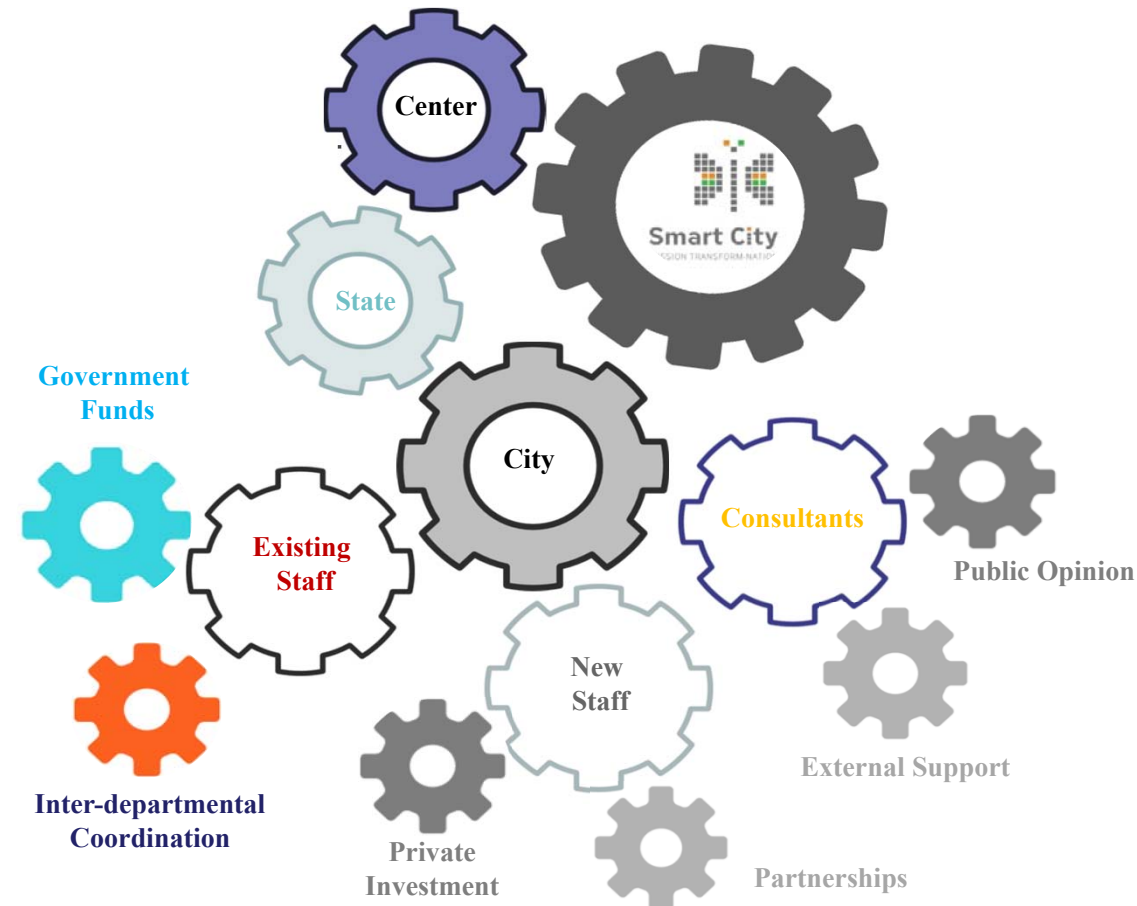 Center
Smart City
State
Government
Funds
City
Consultants
Existing
Staff
Public Opinion
New
Staff
External Support
Inter-departmental
Coordination
Private
Investment
Partnerships